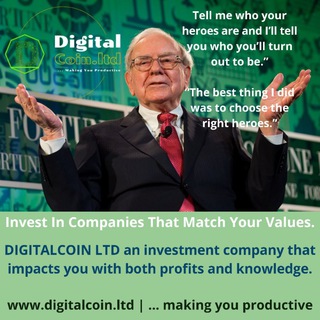 Digital
Coin.ltd
.... Making You Productive
Tell me who your
heroes are and I'll tell
you who you'll turn
out to be.”
“The best thing I did
was to choose the
right heroes.”
FORTUNE
FORTUNE
Invest In Companies That Match Your Values.
DIGITALCOIN LTD an investment company that
impacts you with both profits and knowledge.
www.digitalcoin.ltd | ... making you productive